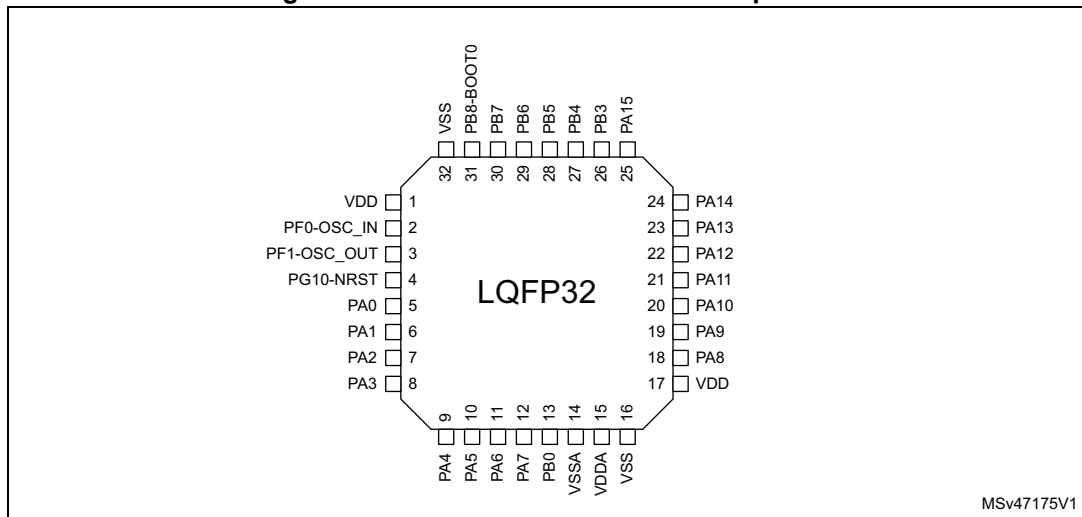 VSS
PB8-BOOT0
PB7
PB6
PB5
PB4
PB3
PA15
32
31
30
29
28
27
26
25
VDD 1
PF0-OSC_IN 2
PF1-OSC_OUT 3
PG10-NRST 4
PA0 5
PA1 6
PA2 7
PA3 8
LQFP32
24 PA14
23 PA13
22 PA12
21 PA11
20 PA10
19 PA9
18 PA8
17 VDD
9
10
11
12
13
14
15
16
PA4
PA5
PA6
PA7
PB0
VSSA
VDDA
VSS
MSv47175V1